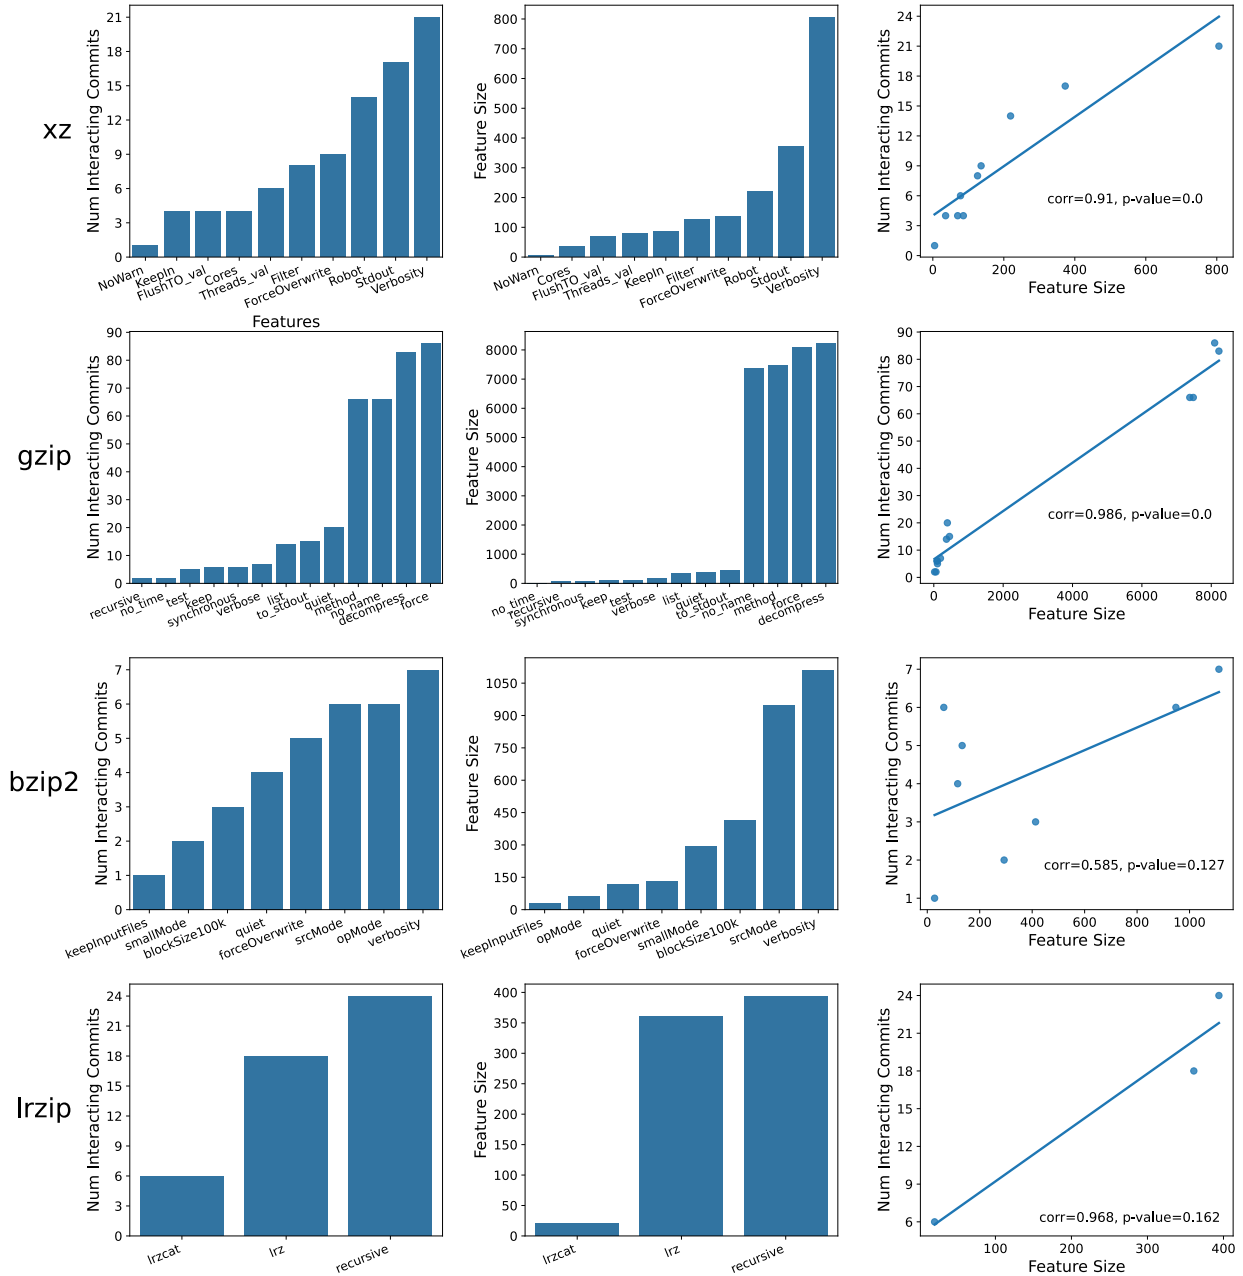 xz
Num Interacting Commits
21
18
15
12
9
6
3
0
NoWarn
KeepIn
FlushTO_val
Cores
Threads_val
Filter
ForceOverwrite
Robot
Stdout
Verbosity
Features
Feature Size
800
700
600
500
400
300
200
100
0
NoWarn
Cores
FlushTO_val
Threads_val
KeepIn
Filter
ForceOverwrite
Robot
Stdout
Verbosity
Num Interacting Commits
24
21
18
15
12
9
6
3
0
corr=0.91, p-value=0.0
0 200 400 600 800
Feature Size
gzip
Num Interacting Commits
90
80
70
60
50
40
30
20
10
0
recursive
no_time
test
keep
synchronous
verbose
list
to_stdout
quiet
method
no_name
decompress
force
Feature Size
8000
7000
6000
5000
4000
3000
2000
1000
0
no_time
recursive
synchronous
keep
test
verbose
list
quiet
to_stdout
no_name
method
force
decompress
Num Interacting Commits
90
80
70
60
50
40
30
20
10
0
corr=0.986, p-value=0.0
0 2000 4000 6000 8000
Feature Size
bzip2
Num Interacting Commits
7
6
5
4
3
2
1
0
keepInputFiles
smallMode
blockSize100k
quiet
forceOverwrite
srcMode
opMode
verbosity
Feature Size
1050
900
750
600
450
300
150
0
keepInputFiles
opMode
quiet
forceOverwrite
smallMode
blockSize100k
srcMode
verbosity
Num Interacting Commits
7
6
5
4
3
2
1
corr=0.585, p-value=0.127
0 200 400 600 800 1000
Feature Size
lrzip
Num Interacting Commits
24
21
18
15
12
9
6
3
0
lrzcat
lrz
recursive
Feature Size
400
350
300
250
200
150
100
50
0
lrzcat
lrz
recursive
Num Interacting Commits
24
21
18
15
12
9
6
corr=0.968, p-value=0.162
100 200 300 400
Feature Size